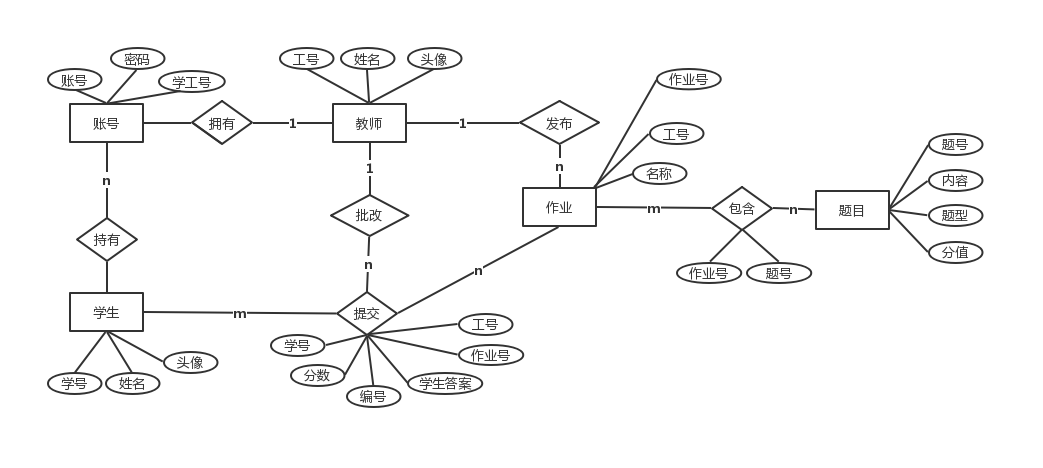 密码
账号
学工号
工号
姓名
头像
作业号
账号
拥有
1
教师
1
发布
工号
题号
n
1
n
名称
内容
持有
批改
作业
m
包含
n
题目
题型
n
n
作业号
题号
分值
学生
m
提交
工号
学号
作业号
头像
学号
姓名
分数
编号
学生答案